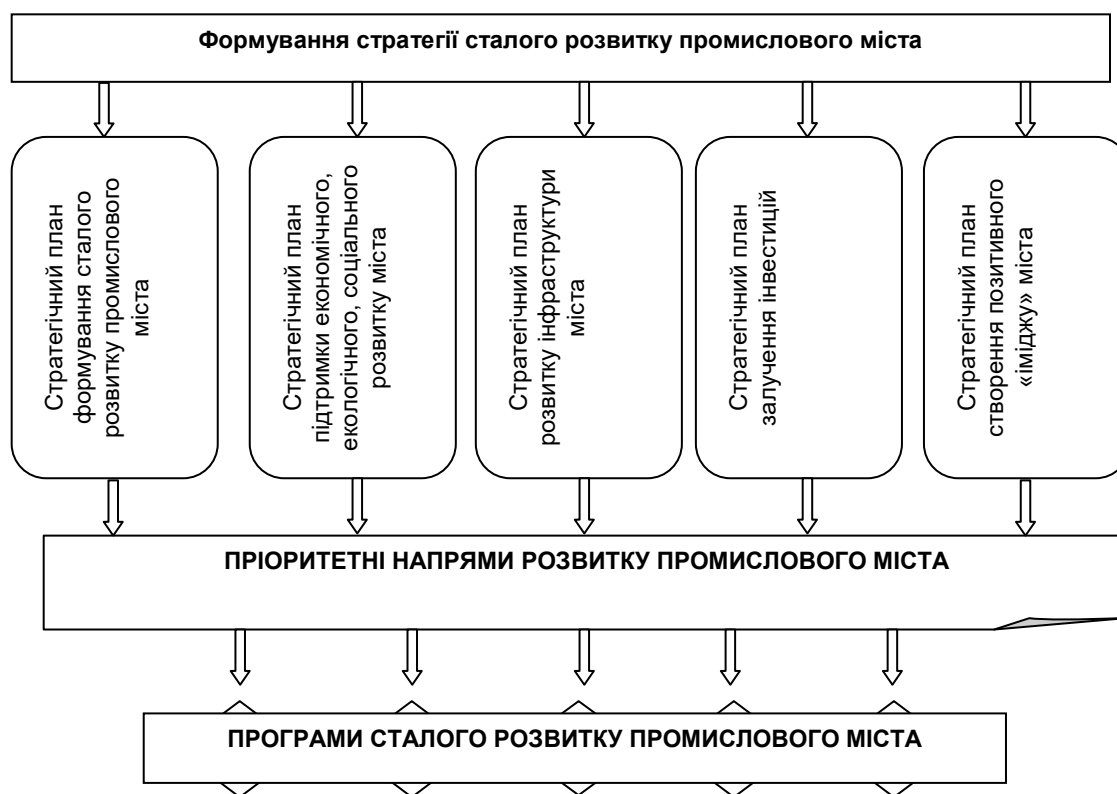 Формування стратегії сталого розвитку промислового міста
Стратегічний план
формування сталого
розвитку промислового
міста
Стратегічний план
підтримки економічного,
екологічного, соціального
розвитку міста
Стратегічний план
розвитку інфраструктури
міста
Стратегічний план
залучення інвестицій
Стратегічний план
створення позитивного
«іміджу» міста
ПРІОРИТЕТНІ НАПРЯМИ РОЗВИТКУ ПРОМИСЛОВОГО МІСТА
ПРОГРАМИ СТАЛОГО РОЗВИТКУ ПРОМИСЛОВОГО МІСТА